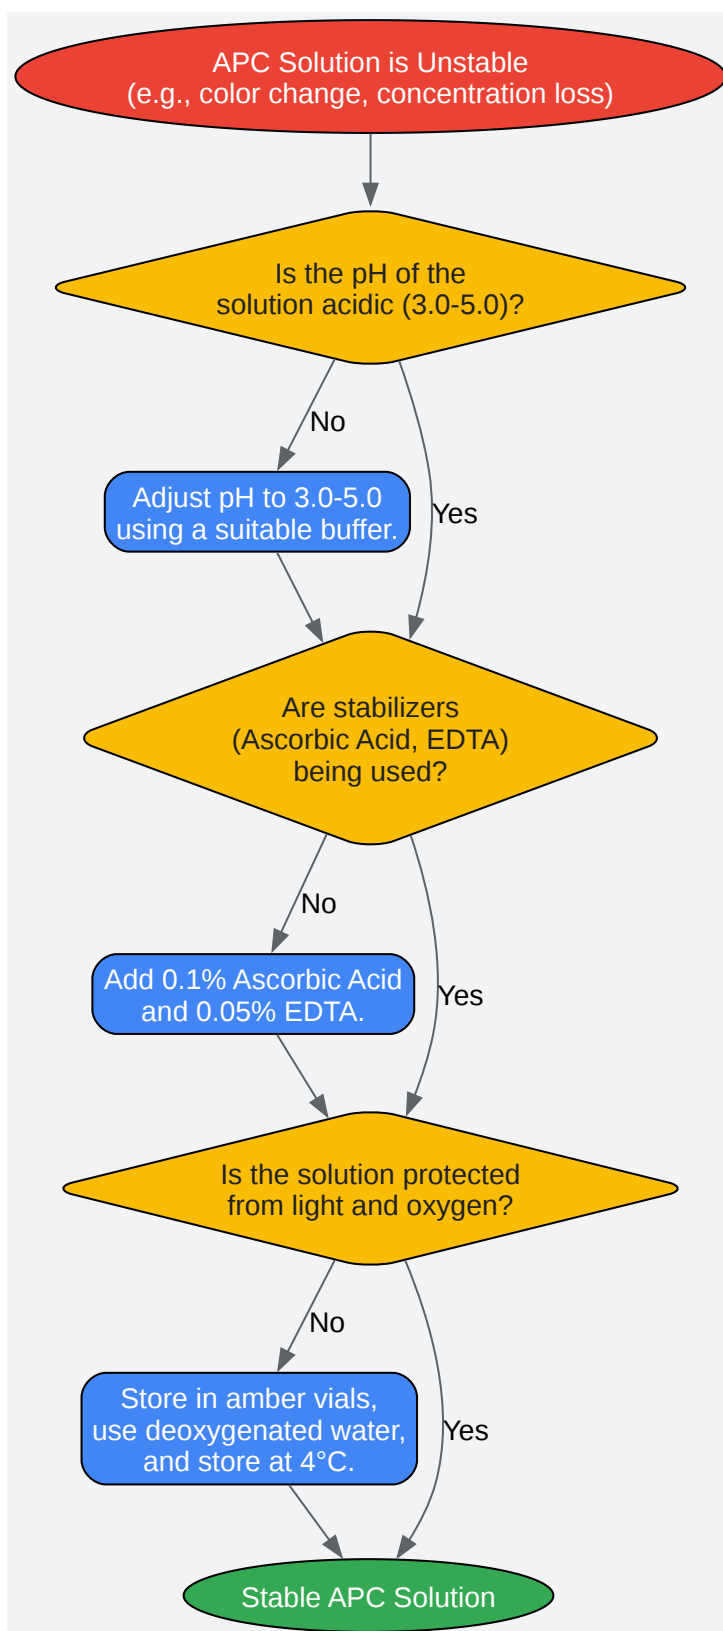 APC Solution is Unstable
(e.g., color change, concentration loss)
Is the pH of the
solution acidic (3.0-5.0)?
No
Adjust pH to 3.0-5.0
using a suitable buffer.
Yes
Are stabilizers
(Ascorbic Acid, EDTA)
being used?
No
Add 0.1% Ascorbic Acid
and 0.05% EDTA.
Yes
Is the solution protected
from light and oxygen?
No
Store in amber vials,
use deoxygenated water,
and store at 4°C.
Yes
Stable APC Solution